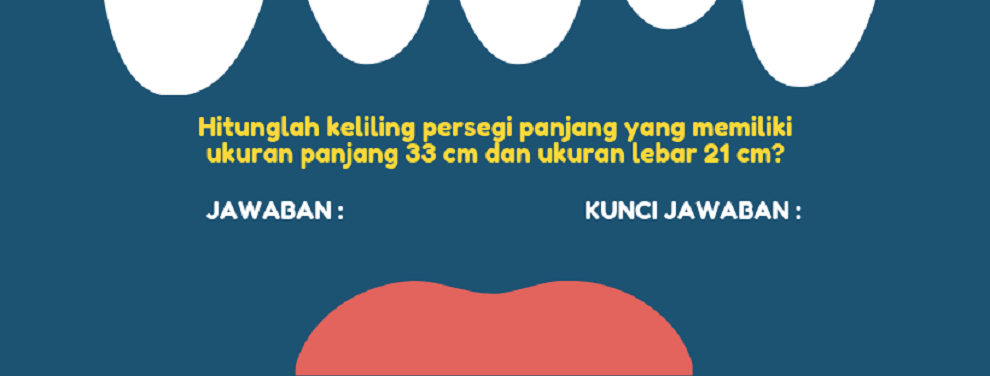 Hitunglah keliling persegi panjang yang memiliki
ukuran panjang 33 cm dan ukuran lebar 21 cm?
JAWABAN :
KUNCI JAWABAN :